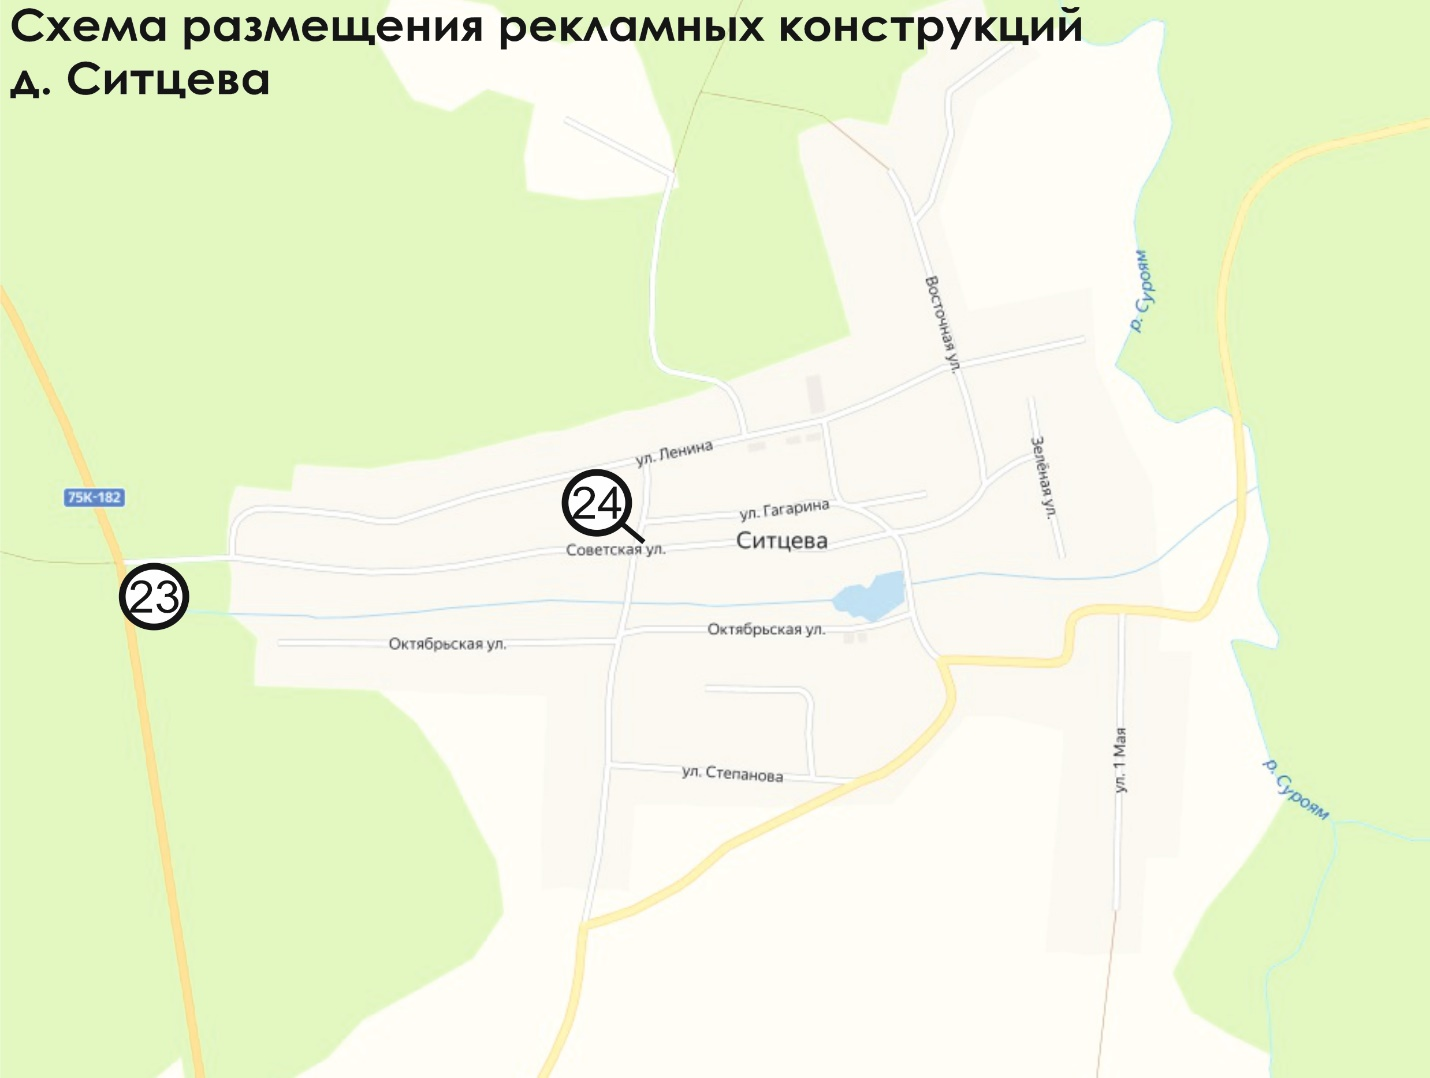 Схема размещения рекламных конструкций
д. Ситцева
р. Суроям
Восточная ул.
ул. Ленина
Зелёная ул.
75К-182
24
ул. Гагарина
Ситцева
Советская ул.
23
Октябрьская ул.
Октябрьская ул.
ул. 1 Мая
ул. Степанова
р. Суроям